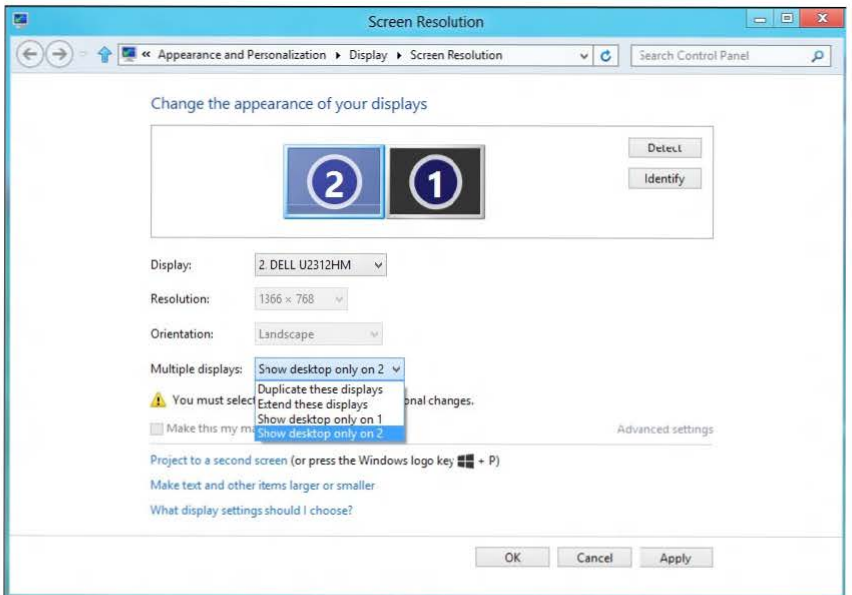 Screen Resolution
« Appearance and Personalization Display Screen Resolution Search Control Panel
Change the appearance of your displays
2 1
Detect
Identify
Display: 2. DELL U2312HM
Resolution: 1366 × 768
Orientation: Landscape
Multiple displays: Show desktop only on 2
Duplicate these displays
Extend these displays
Show desktop only on 1
Show desktop only on 2
You must select onal changes.
Make this my m Advanced settings
Project to a second screen (or press the Windows logo key + P)
Make text and other items larger or smaller
What display settings should I choose?
OK Cancel Apply